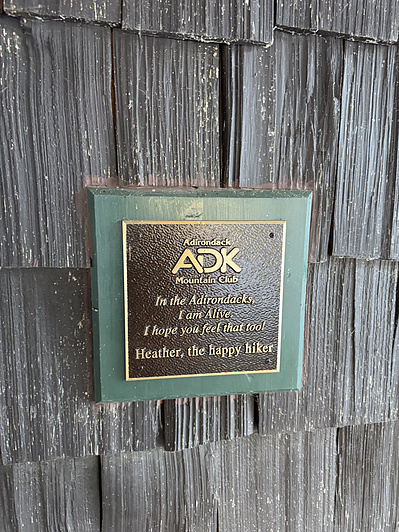 Adirondack
ADK
Mountain Club
In the Adirondacks,
I am Alive.
I hope you feel that too!
Heather, the happy hiker